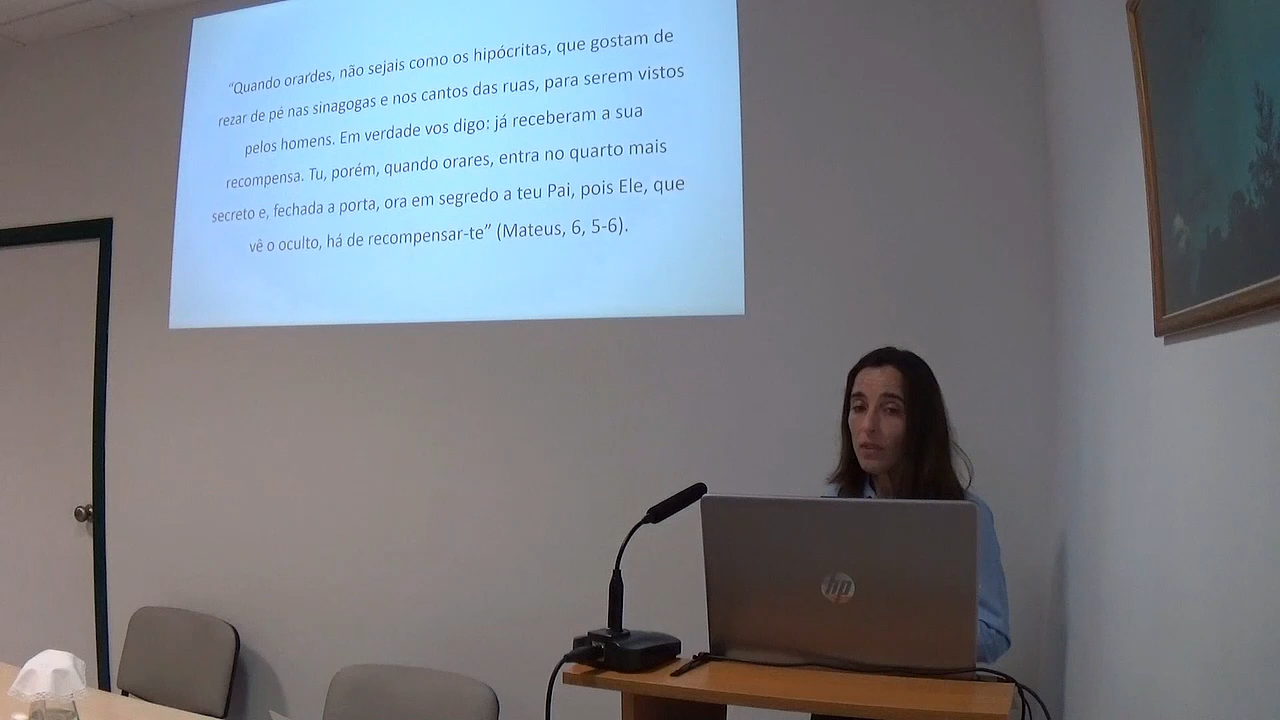 “Quando orardes, não sejais como os hipócritas, que gostam de
rezar de pé nas sinagogas e nos cantos das ruas, para serem vistos
pelos homens. Em verdade vos digo: já receberam a sua
recompensa. Tu, porém, quando orares, entra no quarto mais
secreto e, fechada a porta, ora em segredo a teu Pai, pois Ele, que
vê o oculto, há de recompensar-te” (Mateus, 6, 5-6).
hp